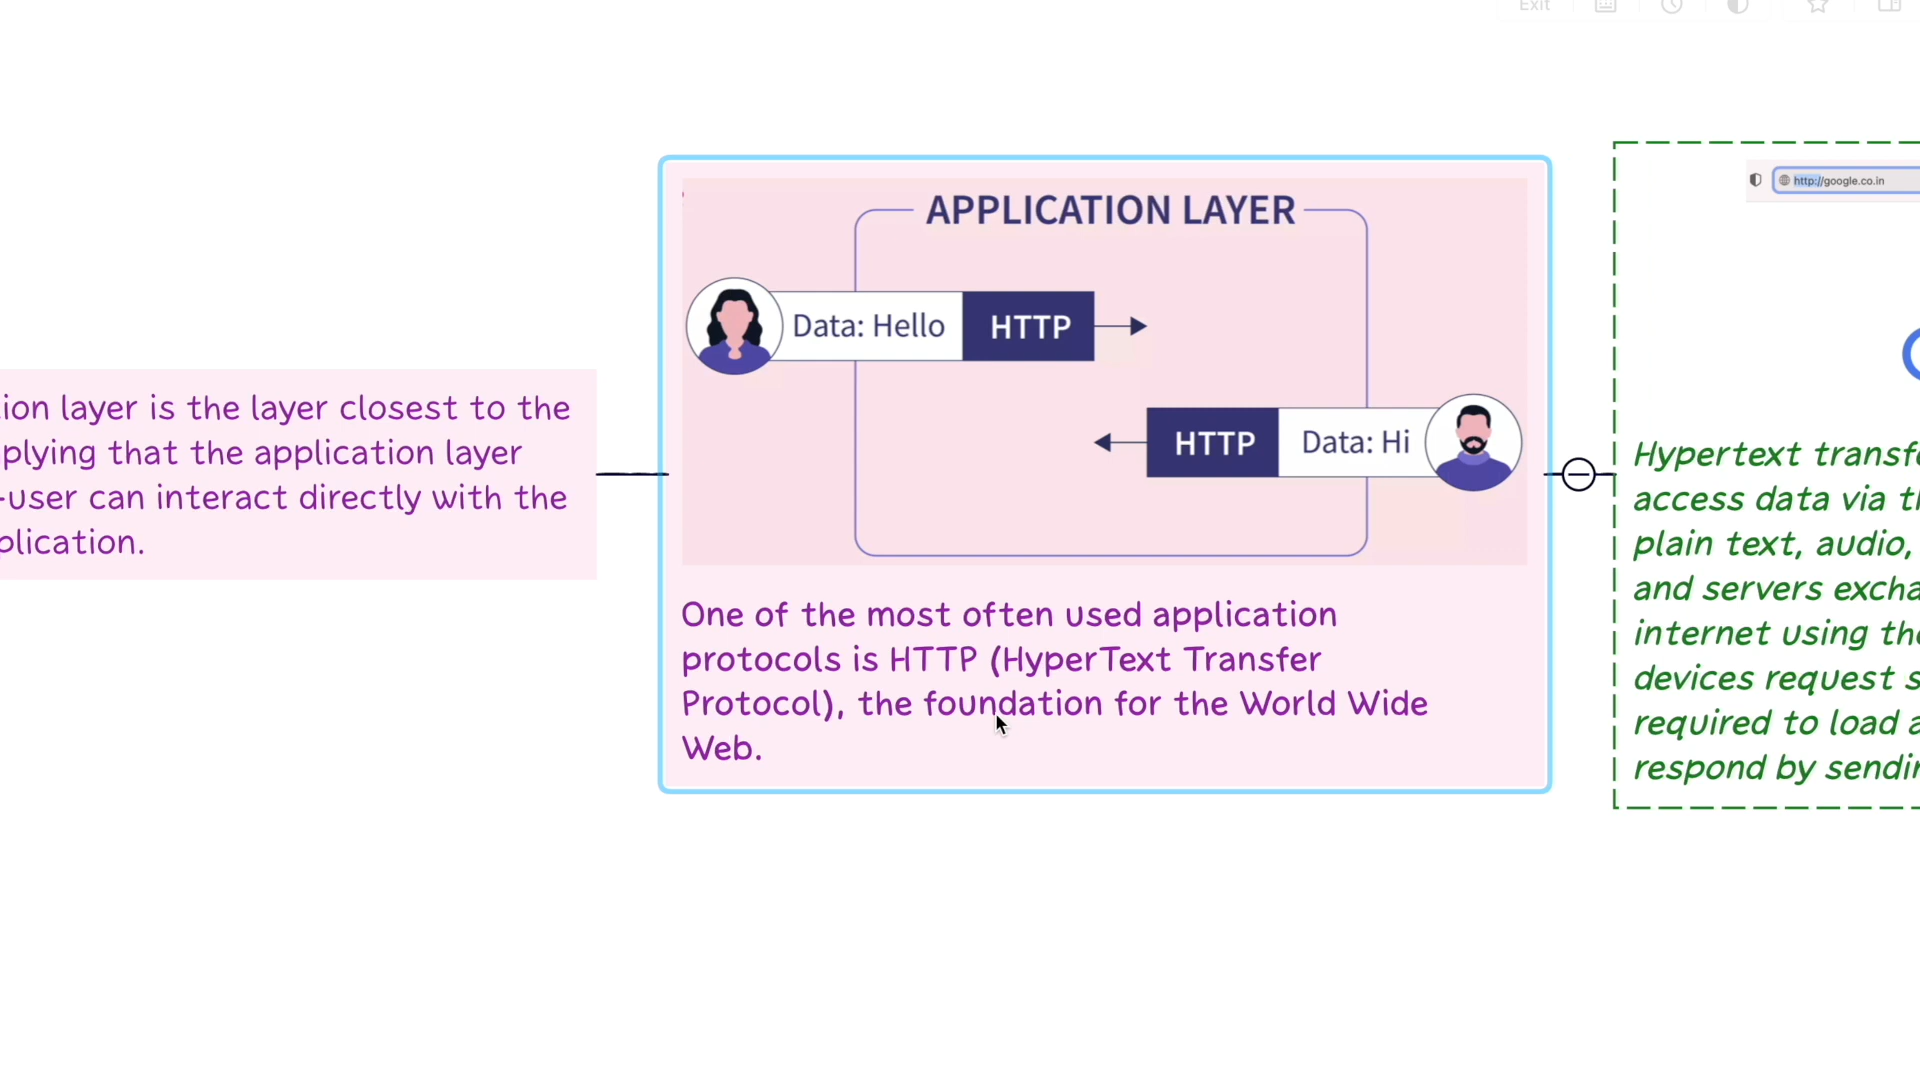 Exit
ion layer is the layer closest to the
plying that the application layer
-user can interact directly with the
plication.
APPLICATION LAYER
Data: Hello
HTTP
HTTP
Data: Hi
One of the most often used application
protocols is HTTP (HyperText Transfer
Protocol), the foundation for the World Wide
Web.
http://google.co.in
Hypertext transfe
access data via th
plain text, audio,
and servers excha
internet using the
devices request s
required to load a
respond by sendin